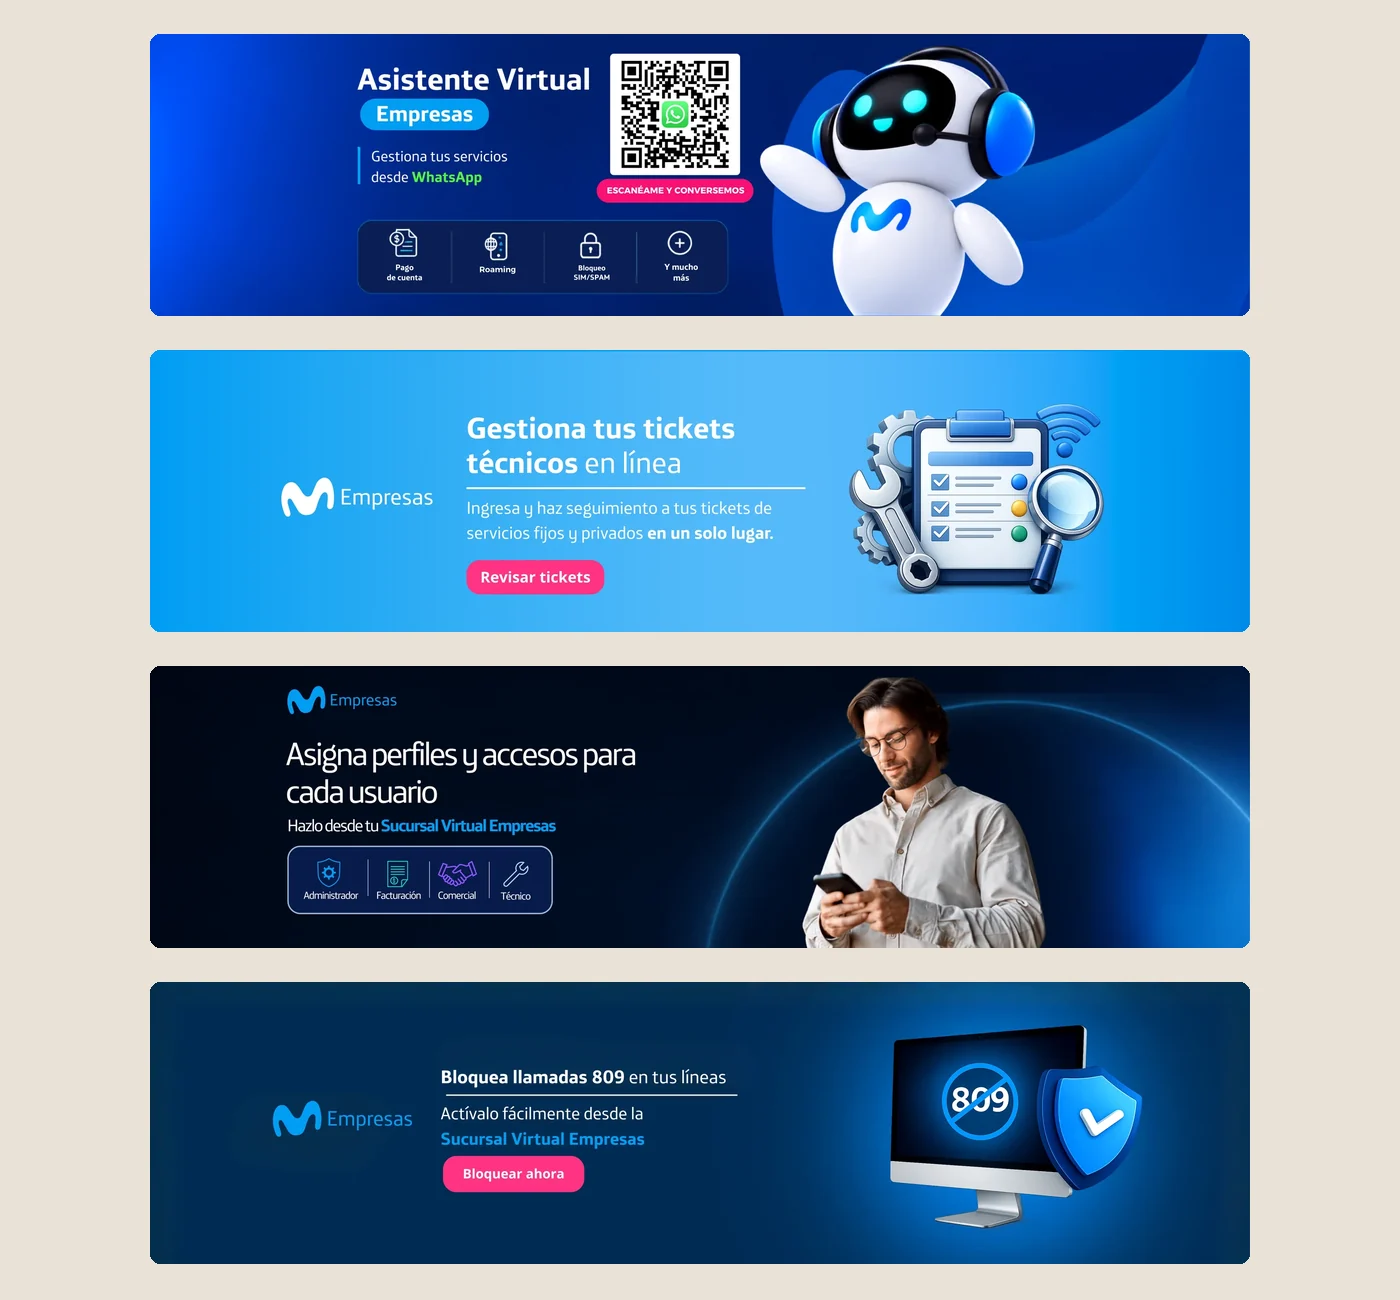 Asistente Virtual
Empresas
Gestiona tus servicios
desde WhatsApp
ESCANÉAME Y CONVERSEMOS
Pago
de cuenta
Roaming
Bloqueo
SIM/SPAM
Y mucho
más
Empresas
Gestiona tus tickets
técnicos en línea
Ingresa y haz seguimiento a tus tickets de
servicios fijos y privados en un solo lugar.
Revisar tickets
Empresas
Asigna perfiles y accesos para
cada usuario
Hazlo desde tu Sucursal Virtual Empresas
Administrador
Facturación
Comercial
Técnico
Empresas
Bloquea llamadas 809 en tus líneas
Actívalo fácilmente desde la
Sucursal Virtual Empresas
Bloquear ahora
809